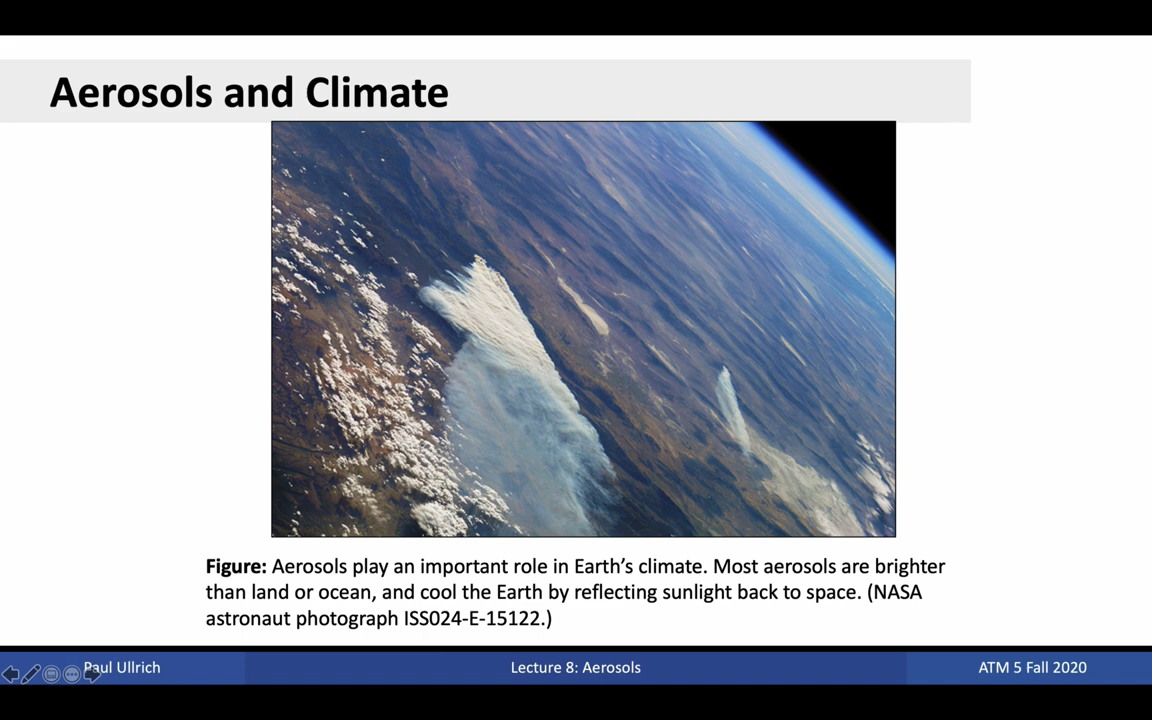 Aerosols and Climate
Figure: Aerosols play an important role in Earth’s climate. Most aerosols are brighter
than land or ocean, and cool the Earth by reflecting sunlight back to space. (NASA
astronaut photograph ISS024-E-15122.)
Paul Ullrich
Lecture 8: Aerosols
ATM 5 Fall 2020